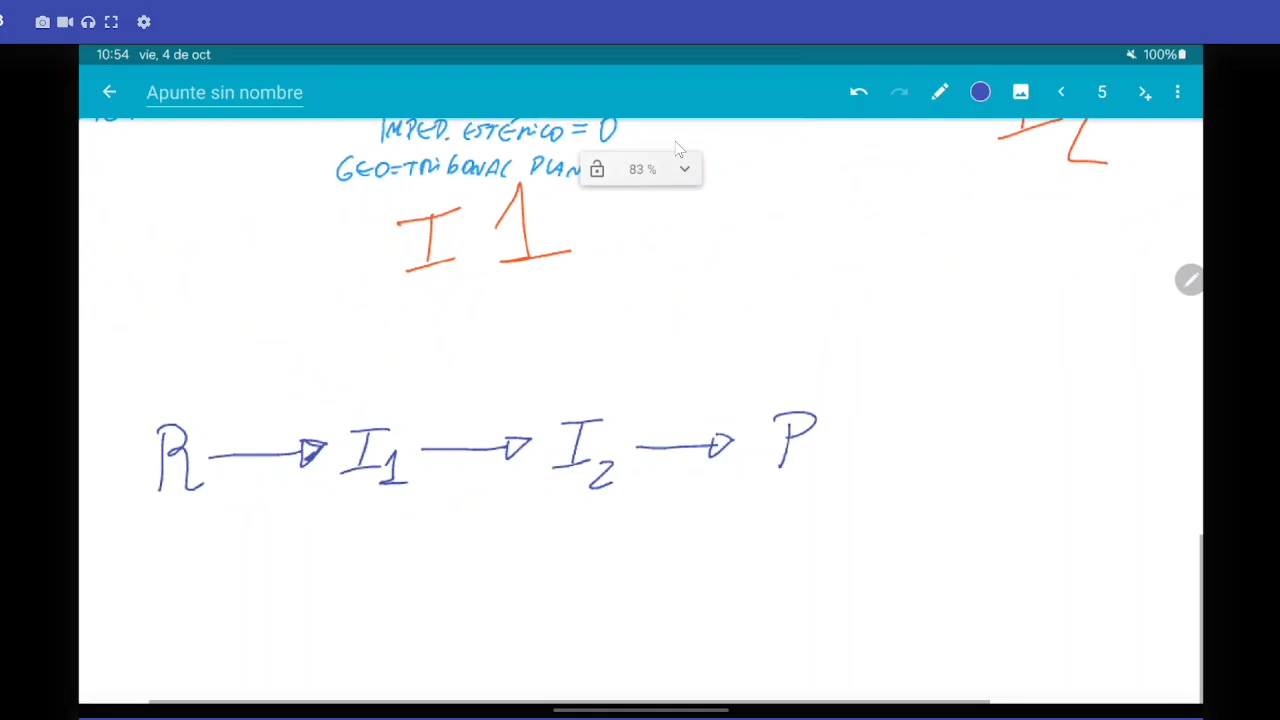 10:54 vie, 4 de oct
100%
Apunte sin nombre
5
IMPED. ESTÉRICO = 0
GEO=TRIGONAL PLAN
83 %
I 1
I2
R → I1 → I2 → P